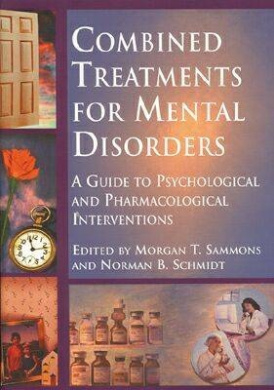 COMBINED
TREATMENTS
FOR MENTAL
DISORDERS
A GUIDE TO PSYCHOLOGICAL
AND PHARMACOLOGICAL
INTERVENTIONS
EDITED BY MORGAN T. SAMMONS
AND NORMAN B. SCHMIDT